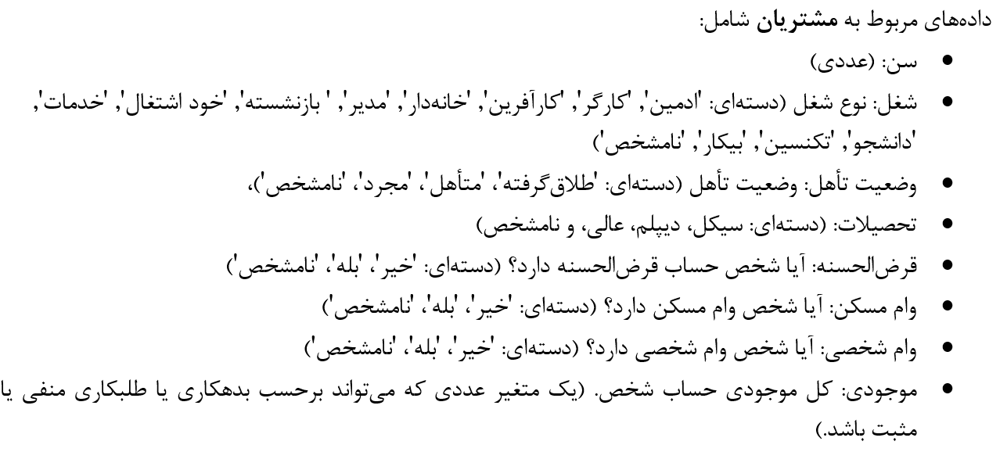 داده‌های مربوط به مشتریان شامل:
• سن: (عددی)
• شغل: نوع شغل (دسته‌ای: 'ادمین', 'کارگر', 'کارآفرین', 'خانه‌دار', 'مدیر', ' بازنشسته', 'خود اشتغال', 'خدمات',
'دانشجو', 'تکنسین', 'بیکار', 'نامشخص')
• وضعیت تأهل: وضعیت تأهل (دسته‌ای: 'طلاق‌گرفته'، 'متأهل'، 'مجرد'، 'نامشخص')،
• تحصیلات: (دسته‌ای: سیکل، دیپلم، عالی، و نامشخص)
• قرض‌الحسنه: آیا شخص حساب قرض‌الحسنه دارد؟ (دسته‌ای: 'خیر'، 'بله'، 'نامشخص')
• وام مسکن: آیا شخص وام مسکن دارد؟ (دسته‌ای: 'خیر'، 'بله'، 'نامشخص')
• وام شخصی: آیا شخص وام شخصی دارد؟ (دسته‌ای: 'خیر'، 'بله'، 'نامشخص')
• موجودی: کل موجودی حساب شخص. (یک متغیر عددی که می‌تواند برحسب بدهکاری یا طلبکاری منفی یا
مثبت باشد.)